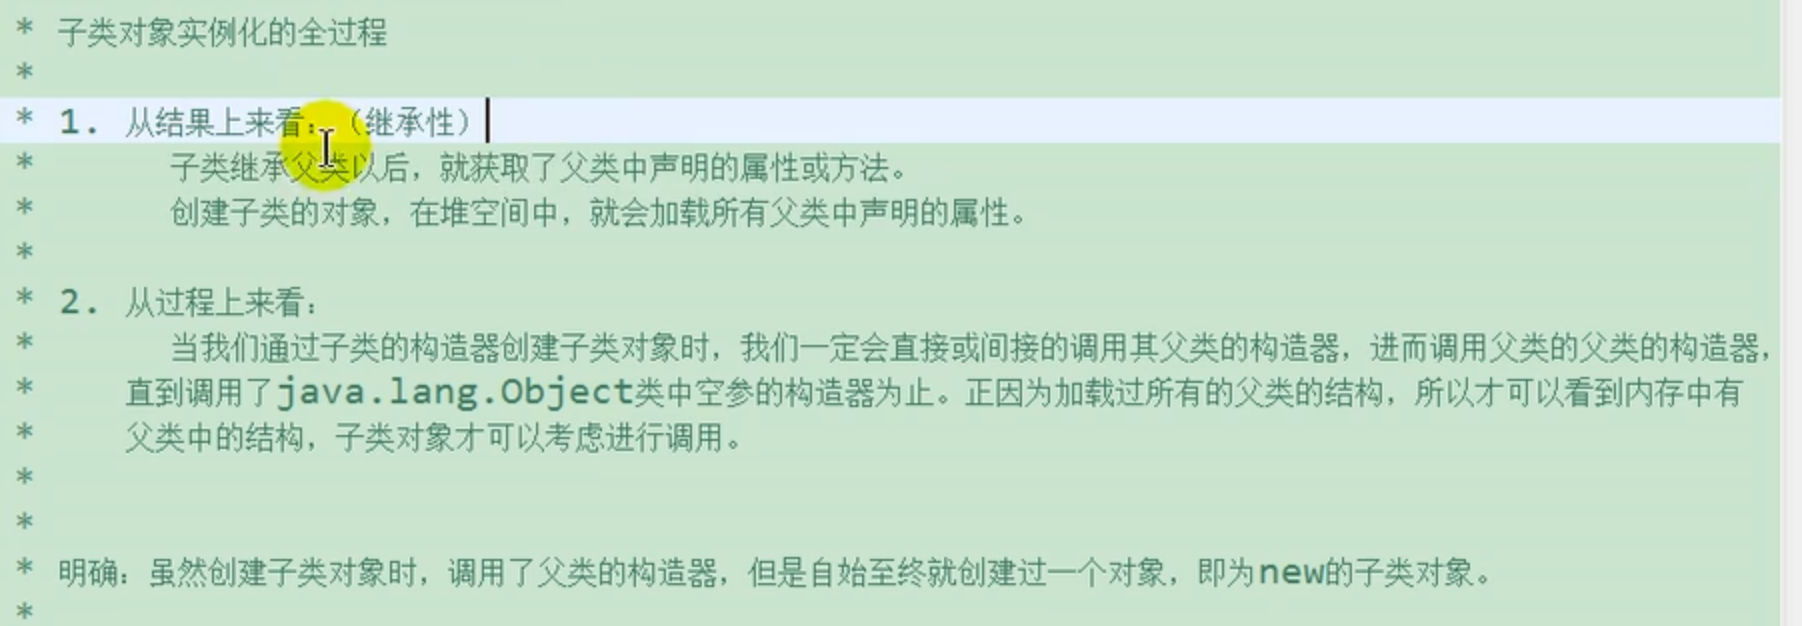 * 子类对象实例化的全过程
*
* 1. 从结果上来看：（继承性）
* 子类继承父类以后，就获取了父类中声明的属性或方法。
* 创建子类的对象，在堆空间中，就会加载所有父类中声明的属性。
*
* 2. 从过程上来看：
* 当我们通过子类的构造器创建子类对象时，我们一定会直接或间接的调用其父类的构造器，进而调用父类的父类的构造器，
* 直到调用了java.lang.Object类中空参的构造器为止。正因为加载过所有的父类的结构，所以才可以看到内存中有
* 父类中的结构，子类对象才可以考虑进行调用。
*
*
* 明确：虽然创建子类对象时，调用了父类的构造器，但是自始至终就创建过一个对象，即为new的子类对象。
*